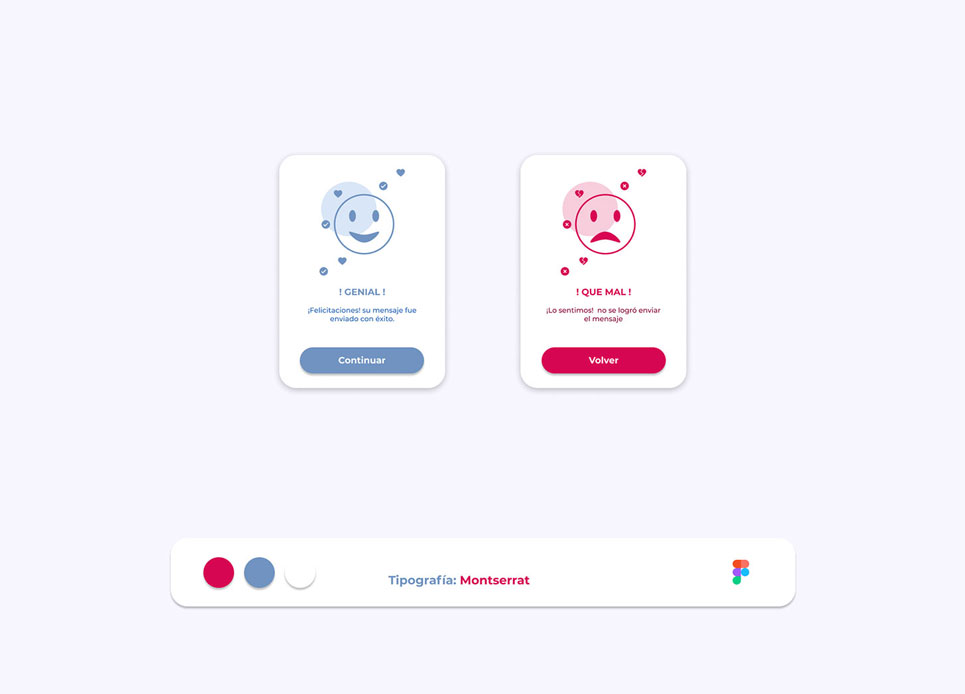 ! GENIAL !
¡Felicitaciones! su mensaje fue
enviado con éxito.
Continuar
! QUE MAL !
¡Lo sentimos!  no se logró enviar
el mensaje
Volver
Tipografía: Montserrat